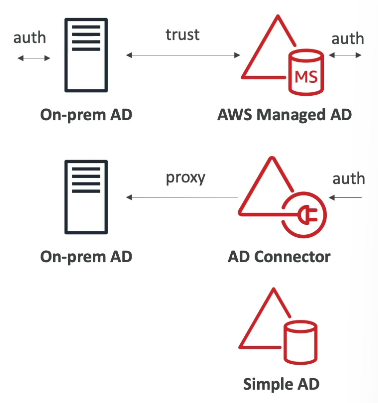 auth
trust
auth
MS
On-prem AD
AWS Managed AD
proxy
auth
On-prem AD
AD Connector
Simple AD